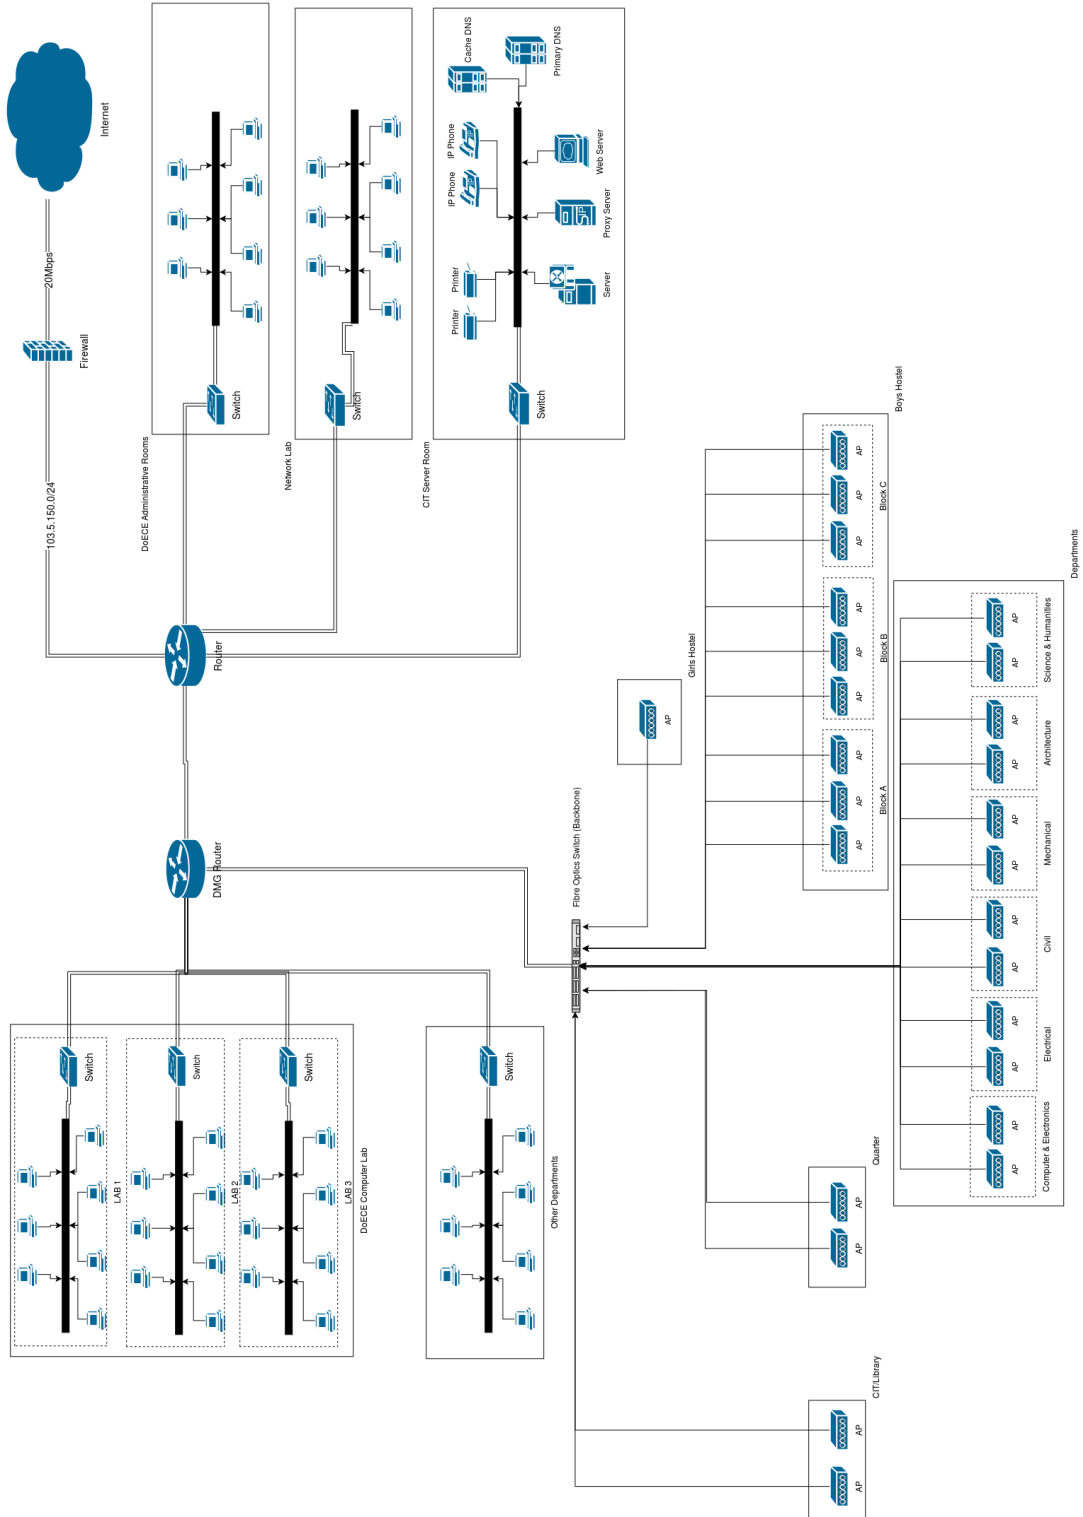 Internet
20Mbps
Firewall
103.5.150.0/24
Router
DoECE Administrative Rooms
Switch
Network Lab
Switch
CIT Server Room
Switch
Cache DNS
Primary DNS
IP Phone
IP Phone
Printer
Printer
Web Server
Proxy Server
Server
SIP
DMG Router
Switch
LAB 1
Switch
LAB 2
Switch
LAB 3
DoECE Computer Lab
Switch
Other Departments
Fibre Optics Switch (Backbone)
Girls Hostel
AP
Boys Hostel
AP
AP
AP
Block C
AP
AP
AP
Block B
AP
AP
AP
Block A
Departments
AP
AP
Science & Humanities
AP
AP
Architecture
AP
AP
Mechanical
AP
AP
Civil
AP
AP
Electrical
AP
AP
Computer & Electronics
Quarter
AP
AP
CIT/Library
AP
AP